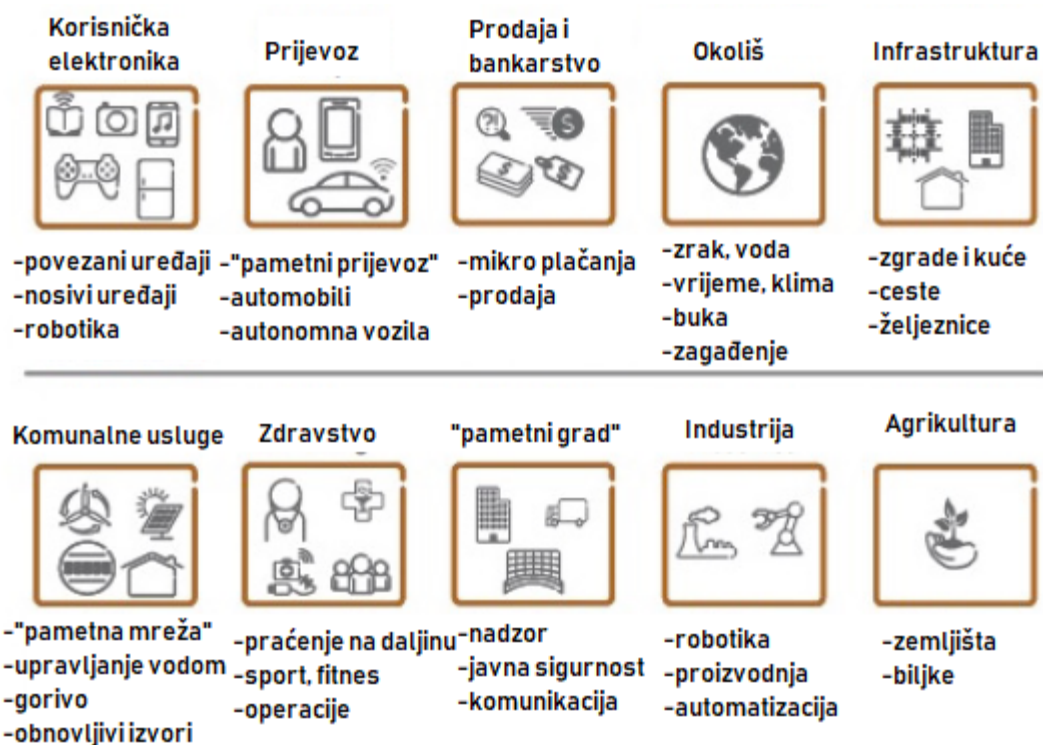 Korisnička
elektronika
Prijevoz
Prodaja i
bankarstvo
Okoliš
Infrastruktura
-povezani uređaji
-nosivi uređaji
-robotika
-"pametni prijevoz"
-automobili
-autonomna vozila
-mikro plačanja
-prodaja
-zrak, voda
-vrijeme, klima
-buka
-zagađenje
-zgrade i kuće
-ceste
-željeznice
Komunalne usluge
Zdravstvo
"pametni grad"
Industrija
Agrikultura
-"pametna mreža"
-upravljanje vodom
-gorivo
-obnovljivi izvori
-praćenje na daljinu
-sport, fitnes
-operacije
-nadzor
-javna sigurnost
-komunikacija
-robotika
-proizvodnja
-automatizacija
-zemljišta
-biljke